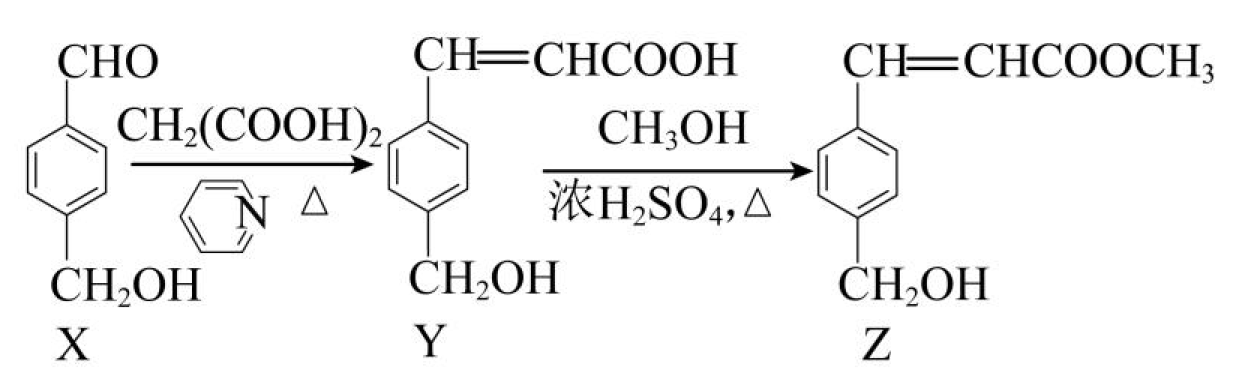 CHO
CH₂(COOH)₂
N △
CH₂OH
X
CH=CHCOOH
CH₃OH
浓H₂SO₄,△
CH₂OH
Y
CH=CHCOOCH₃
CH₂OH
Z